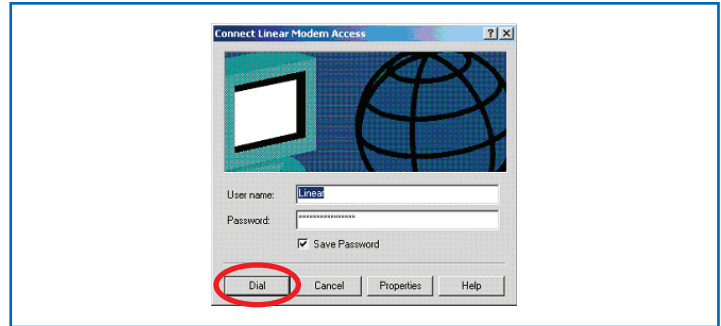 Connect Linear Modem Access
User name: Linear
Password: ****************
Save Password
Dial Cancel Properties Help